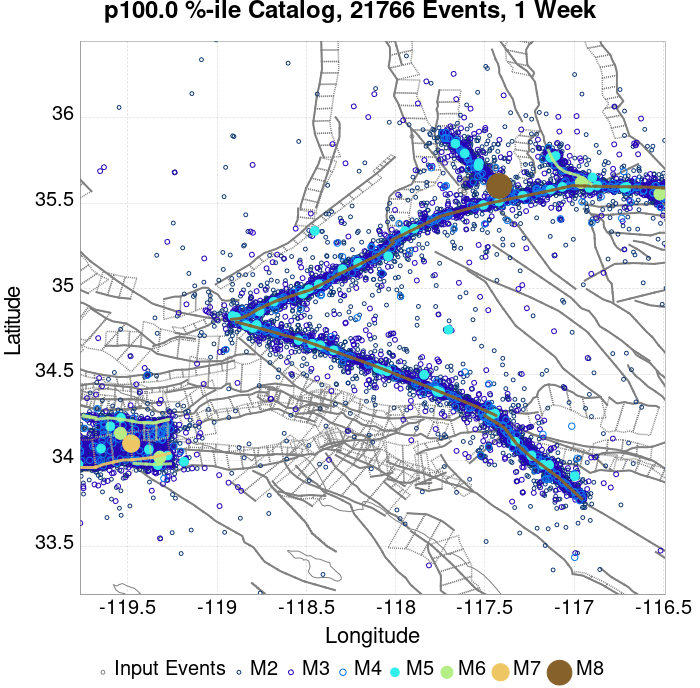 p100.0 %-ile Catalog, 21766 Events, 1 Week
36
35.5
35
34.5
34
33.5
Latitude
-119.5 -119 -118.5 -118 -117.5 -117 -116.5
Longitude
Input Events M2 M3 M4 M5 M6 M7 M8